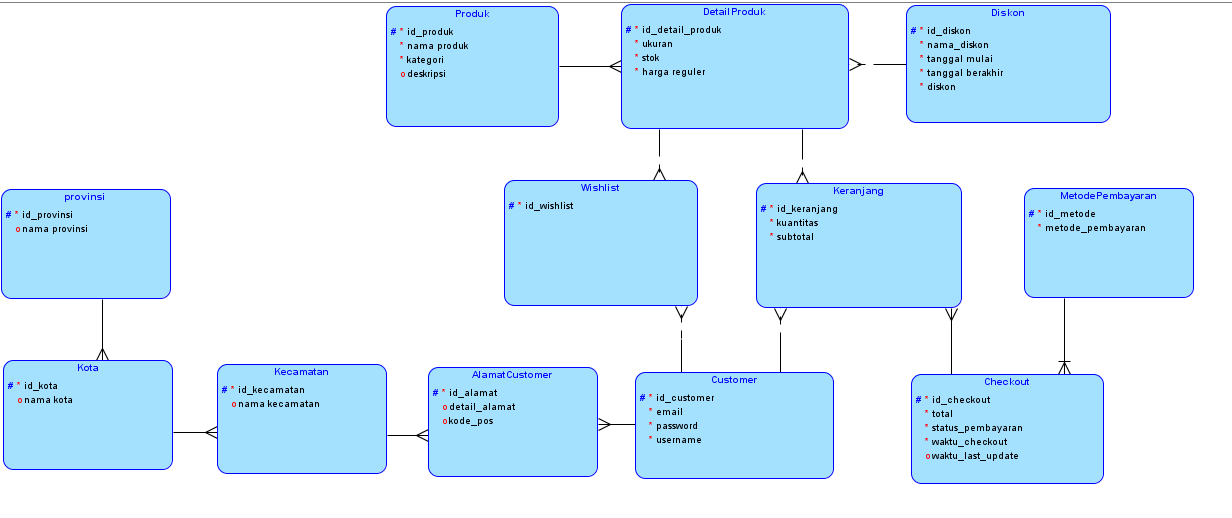 Produk
# * id_produk
* nama produk
* kategori
o deskripsi
DetailProduk
# * id_detail_produk
* ukuran
* stok
* harga reguler
Diskon
# * id_diskon
* nama_diskon
* tanggal mulai
* tanggal berakhir
* diskon
provinsi
# * id_provinsi
o nama provinsi
Wishlist
# * id_wishlist
Keranjang
# * id_keranjang
* kuantitas
* subtotal
MetodePembayaran
# * id_metode
* metode_pembayaran
Kota
# * id_kota
o nama kota
Kecamatan
# * id_kecamatan
o nama kecamatan
AlamatCustomer
# * id_alamat
o detail_alamat
o kode_pos
Customer
# * id_customer
* email
* password
* username
Checkout
# * id_checkout
* total
* status_pembayaran
* waktu_checkout
o waktu_last_update